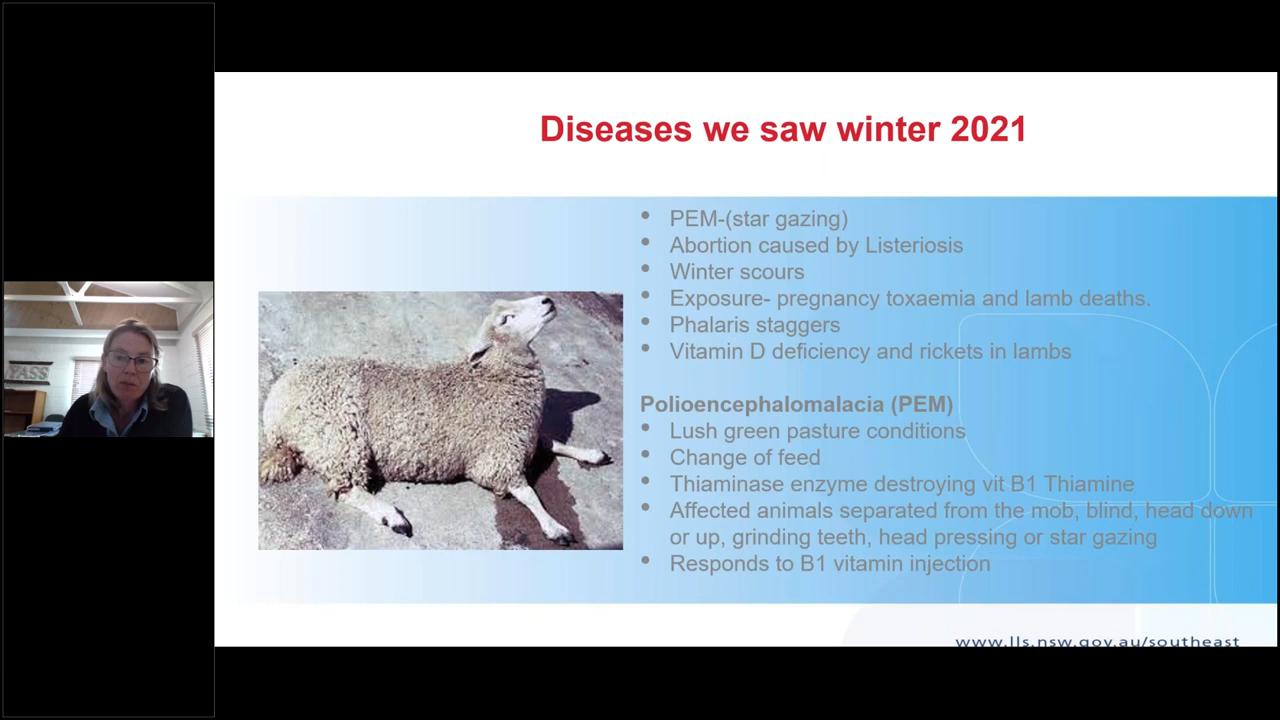 Diseases we saw winter 2021
PEM-(star gazing)
Abortion caused by Listeriosis
Winter scours
Exposure- pregnancy toxaemia and lamb deaths.
Phalaris staggers
Vitamin D deficiency and rickets in lambs
Polioencephalomalacia (PEM)
Lush green pasture conditions
Change of feed
Thiaminase enzyme destroying vit B1 Thiamine
Affected animals separated from the mob, blind, head down
or up, grinding teeth, head pressing or star gazing
Responds to B1 vitamin injection
www.lls.nsw.gov.au/southeast